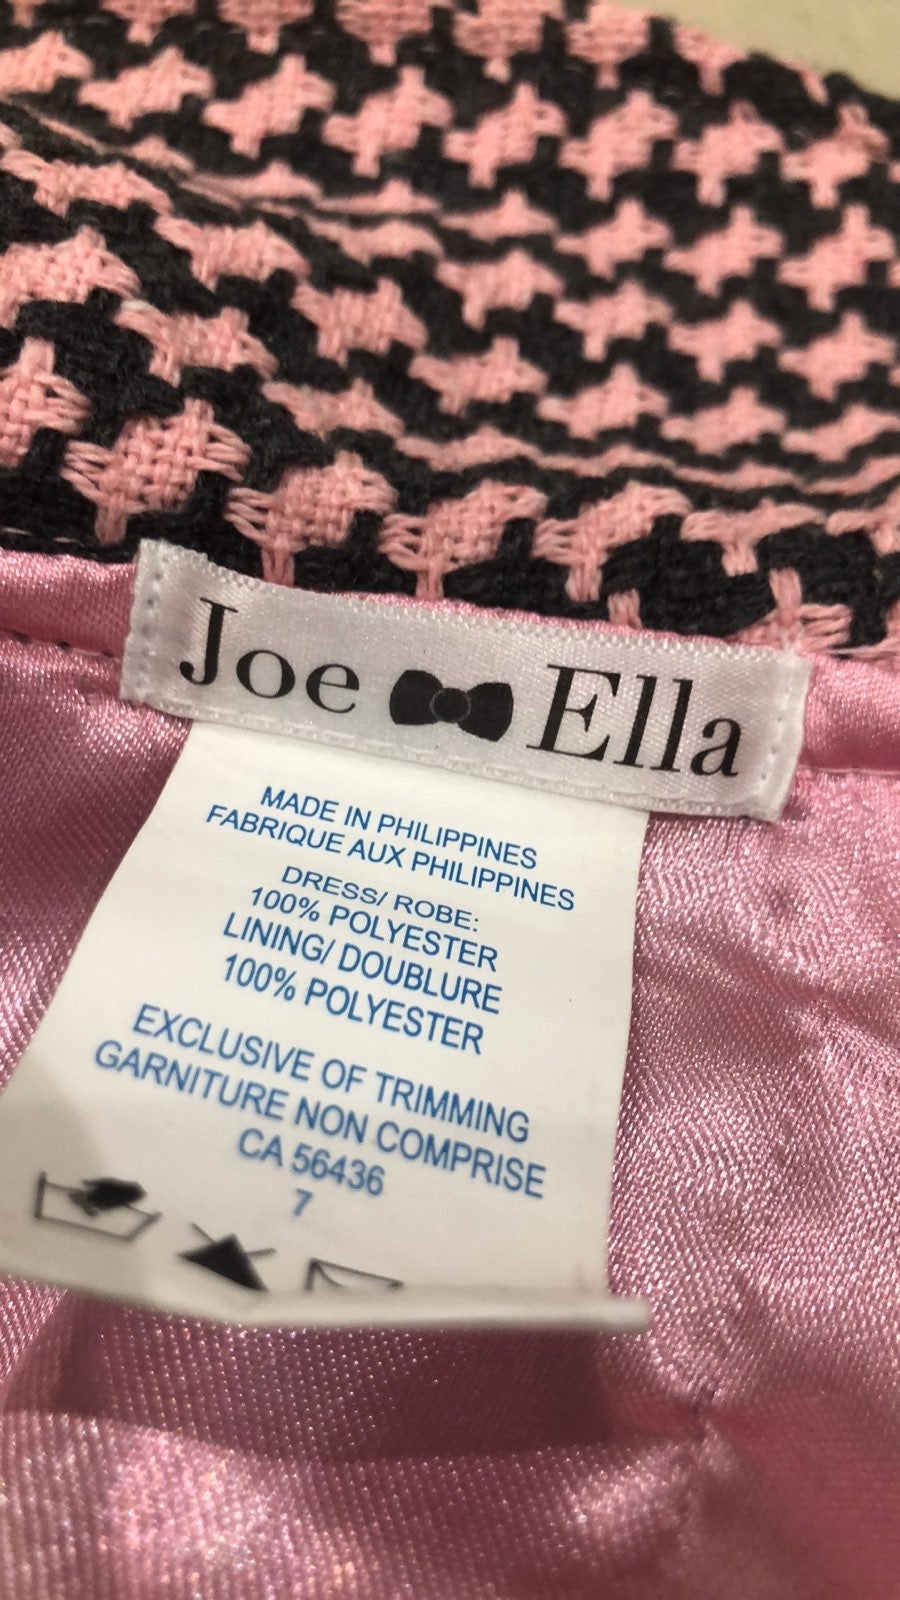 Joe Ella
MADE IN PHILIPPINES
FABRIQUE AUX PHILIPPINES
DRESS/ ROBE:
100% POLYESTER
LINING/ DOUBLURE
100% POLYESTER
EXCLUSIVE OF TRIMMING
GARNITURE NON COMPRISE
CA 56436
7